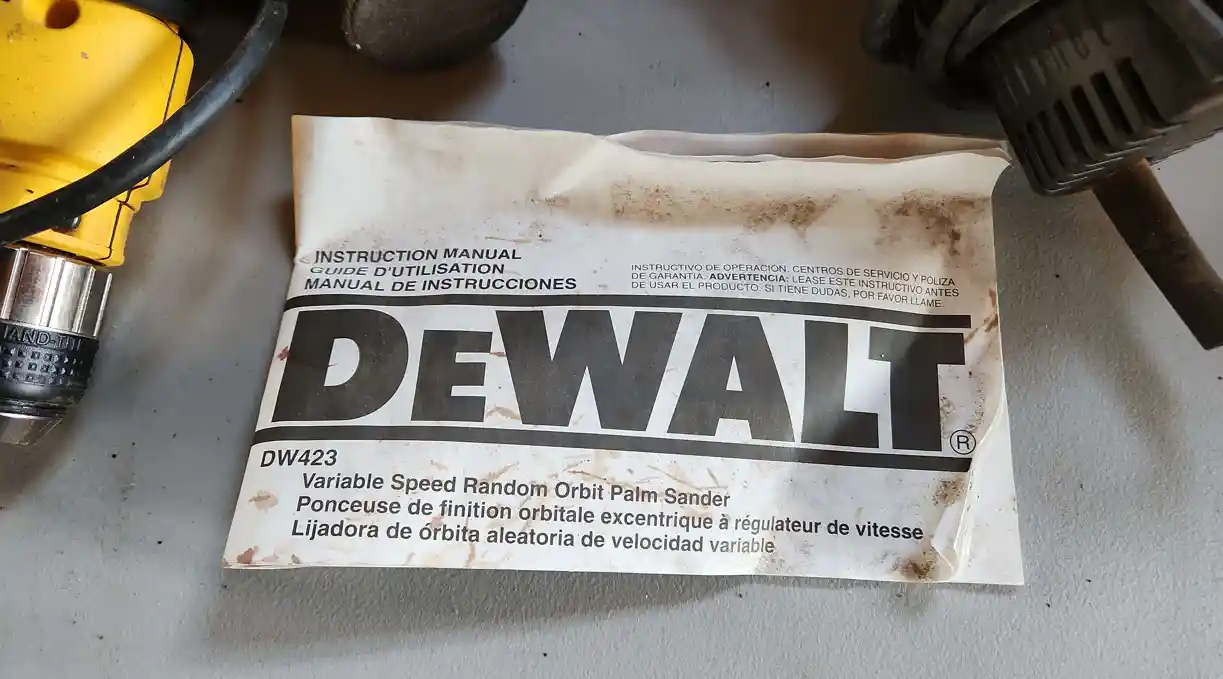 INSTRUCTION MANUAL
GUIDE D'UTILISATION
MANUAL DE INSTRUCCIONES
INSTRUCTIVO DE OPERACIÓN, CENTROS DE SERVICIO Y PÓLIZA
DE GARANTÍA. ADVERTENCIA: LEASE ESTE INSTRUCTIVO ANTES
DE USAR EL PRODUCTO. SI TIENE DUDAS, POR FAVOR LLAME.
DEWALT®
DW423
Variable Speed Random Orbit Palm Sander
Ponceuse de finition orbitale excentrique à régulateur de vitesse
Lijadora de órbita aleatoria de velocidad variable